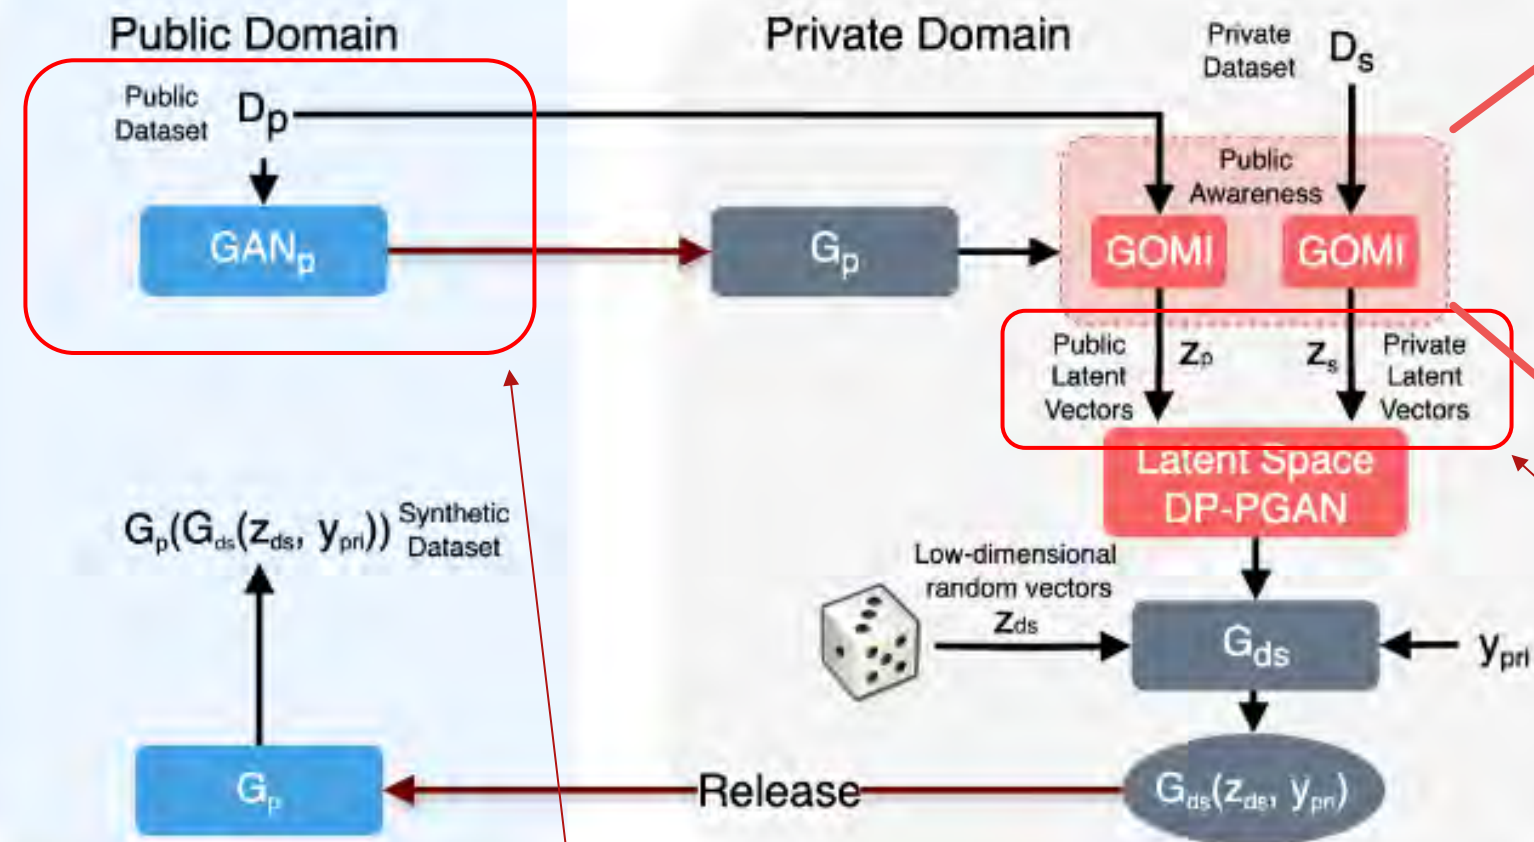 Public Domain
Private Domain
Private
Dataset
Ds
Public
Dataset
Dp
Public
Awareness
GANp
Gp
GOMI
GOMI
Public
Latent
Vectors
Zp
Zs
Private
Latent
Vectors
Latent Space
DP-PGAN
Gp(Gds(zds, ypri))
Synthetic
Dataset
Low-dimensional
random vectors
Zds
Gds
ypri
Gp
Release
Gds(zds, ypri)